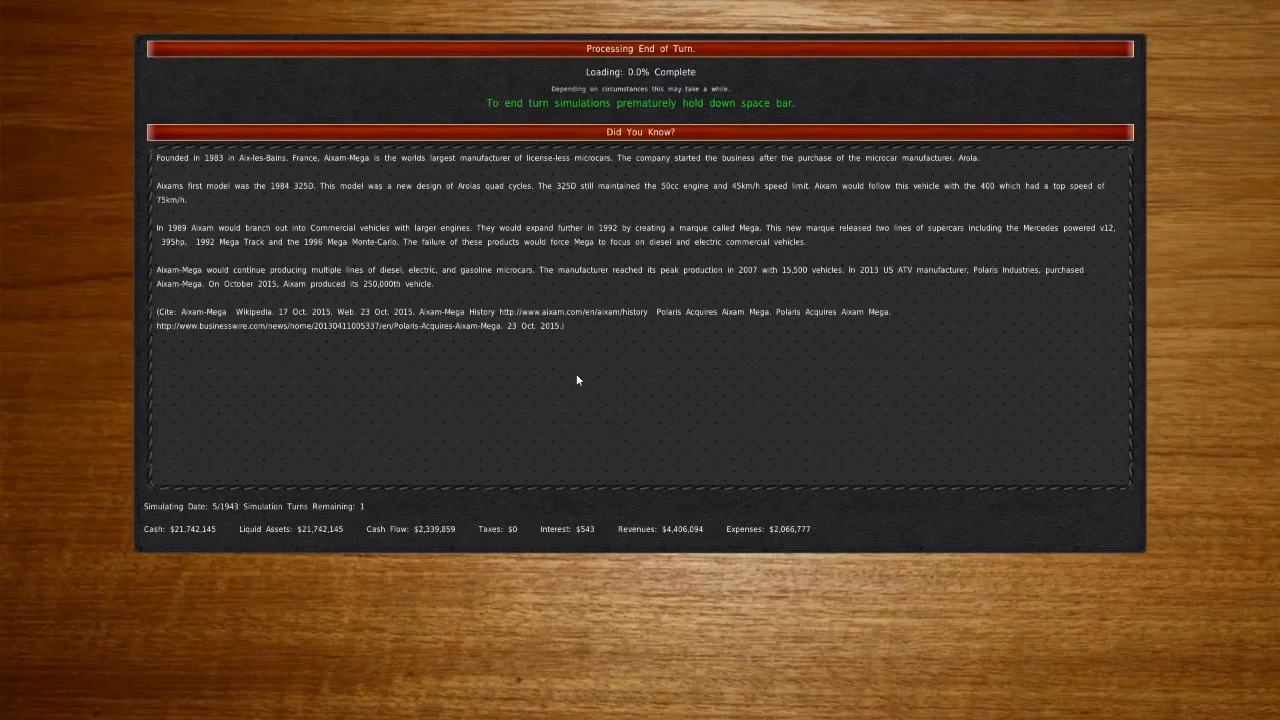 Processing End of Turn.
Loading: 0.0% Complete
Depending on circumstances this may take a while.
To end turn simulations prematurely hold down space bar.
Did You Know?
Founded in 1983 in Aix-les-Bains, France, Aixam-Mega is the worlds largest manufacturer of license-less microcars. The company started the business after the purchase of the microcar manufacturer, Arola.
Aixams first model was the 1984 325D. This model was a new design of Arolas quad cycles. The 325D still maintained the 50cc engine and 45km/h speed limit. Aixam would follow this vehicle with the 400 which had a top speed of
75km/h.
In 1989 Aixam would branch out into Commercial vehicles with larger engines. They would expand further in 1992 by creating a marque called Mega. This new marque released two lines of supercars including the Mercedes powered v12,
395hp, 1992 Mega Track and the 1996 Mega Monte-Carlo. The failure of these products would force Mega to focus on diesel and electric commercial vehicles.
Aixam-Mega would continue producing multiple lines of diesel, electric, and gasoline microcars. The manufacturer reached its peak production in 2007 with 15,500 vehicles. In 2013 US ATV manufacturer, Polaris Industries, purchased
Aixam-Mega. On October 2015, Aixam produced its 250,000th vehicle.
(Cite: Aixam-Mega Wikipedia. 17 Oct. 2015. Web. 23 Oct. 2015. Aixam-Mega History http://www.aixam.com/en/aixam/history Polaris Acquires Aixam Mega. Polaris Acquires Aixam Mega.
http://www.businesswire.com/news/home/20130411005337/en/Polaris-Acquires-Aixam-Mega. 23 Oct. 2015.)
Simulating Date: 5/1943 Simulation Turns Remaining: 1
Cash: $21,742,145 Liquid Assets: $21,742,145 Cash Flow: $2,339,859 Taxes: $0 Interest: $543 Revenues: $4,406,094 Expenses: $2,066,777